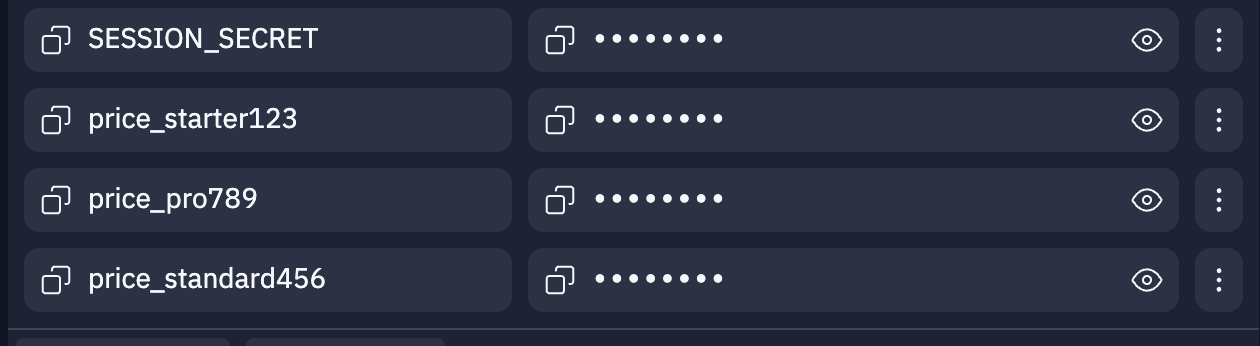 SESSION_SECRET ••••••••
price_starter123 ••••••••
price_pro789 ••••••••
price_standard456 ••••••••